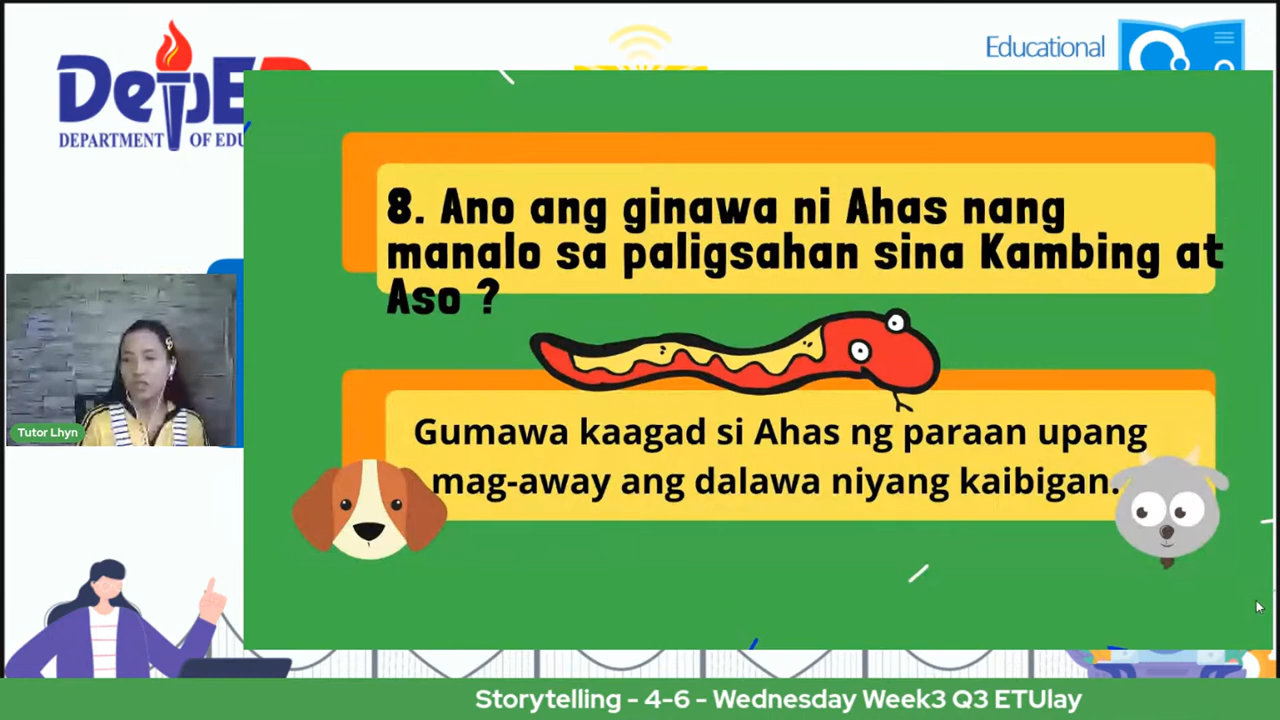 DepED
DEPARTMENT OF EDU
Educational
8. Ano ang ginawa ni Ahas nang
manalo sa paligsahan sina Kambing at
Aso ?
Gumawa kaagad si Ahas ng paraan upang
mag-away ang dalawa niyang kaibigan.
Tutor Lhyn
Storytelling - 4-6 - Wednesday Week3 Q3 ETUlay